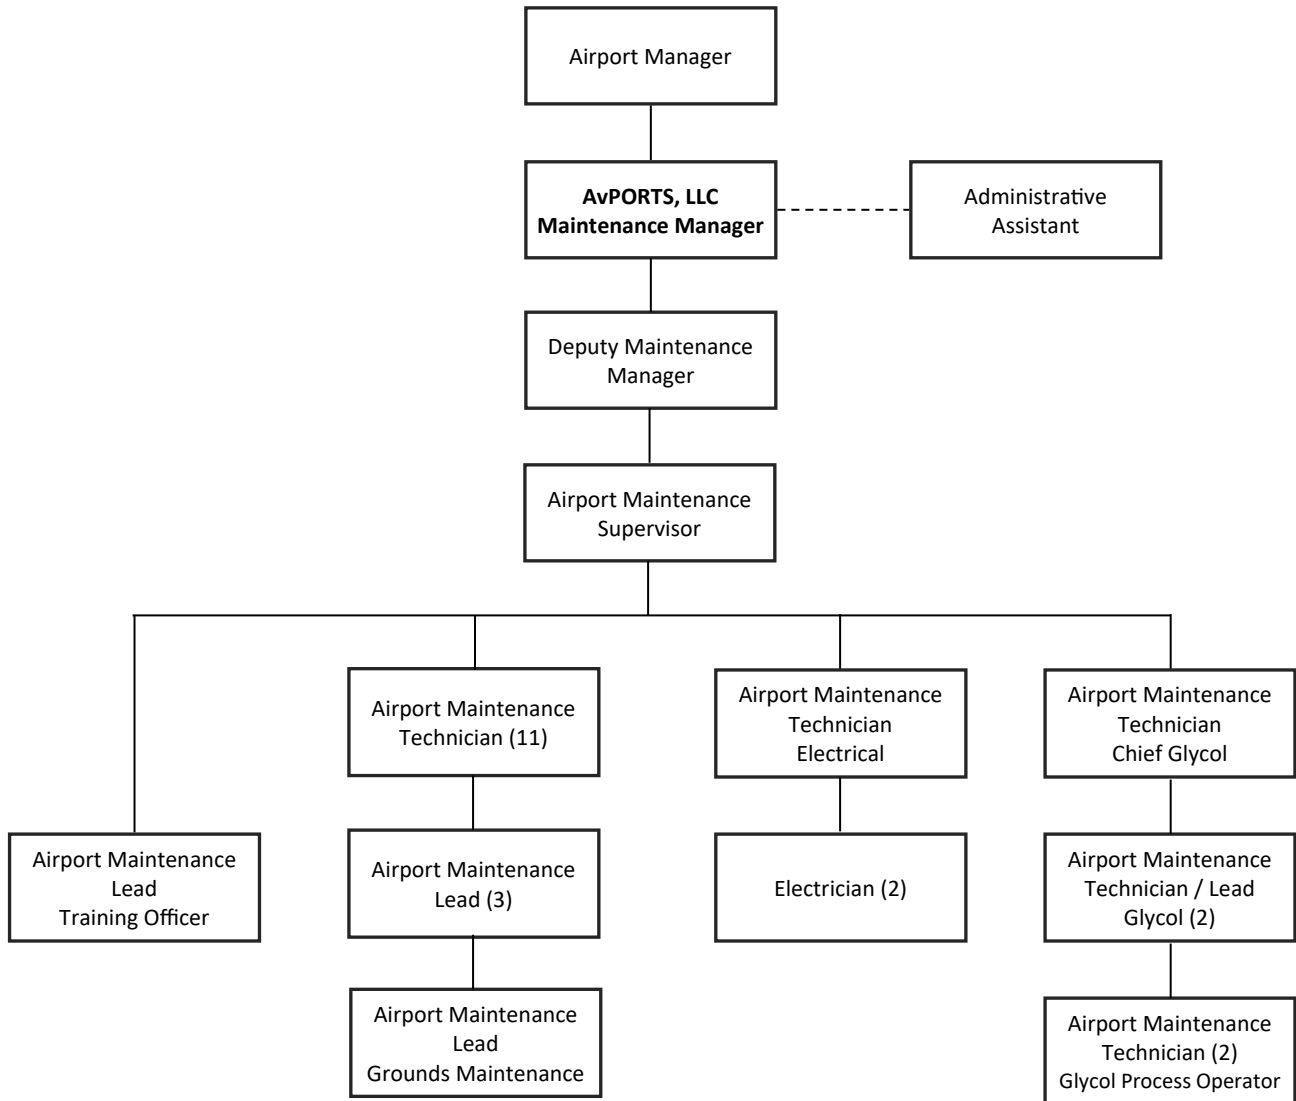 Airport Manager
AvPORTS, LLC
Maintenance Manager
Administrative
Assistant
Deputy Maintenance
Manager
Airport Maintenance
Supervisor
Airport Maintenance
Technician (11)
Airport Maintenance
Technician
Electrical
Airport Maintenance
Technician
Chief Glycol
Airport Maintenance
Lead
Training Officer
Airport Maintenance
Lead (3)
Electrician (2)
Airport Maintenance
Technician / Lead
Glycol (2)
Airport Maintenance
Lead
Grounds Maintenance
Airport Maintenance
Technician (2)
Glycol Process Operator